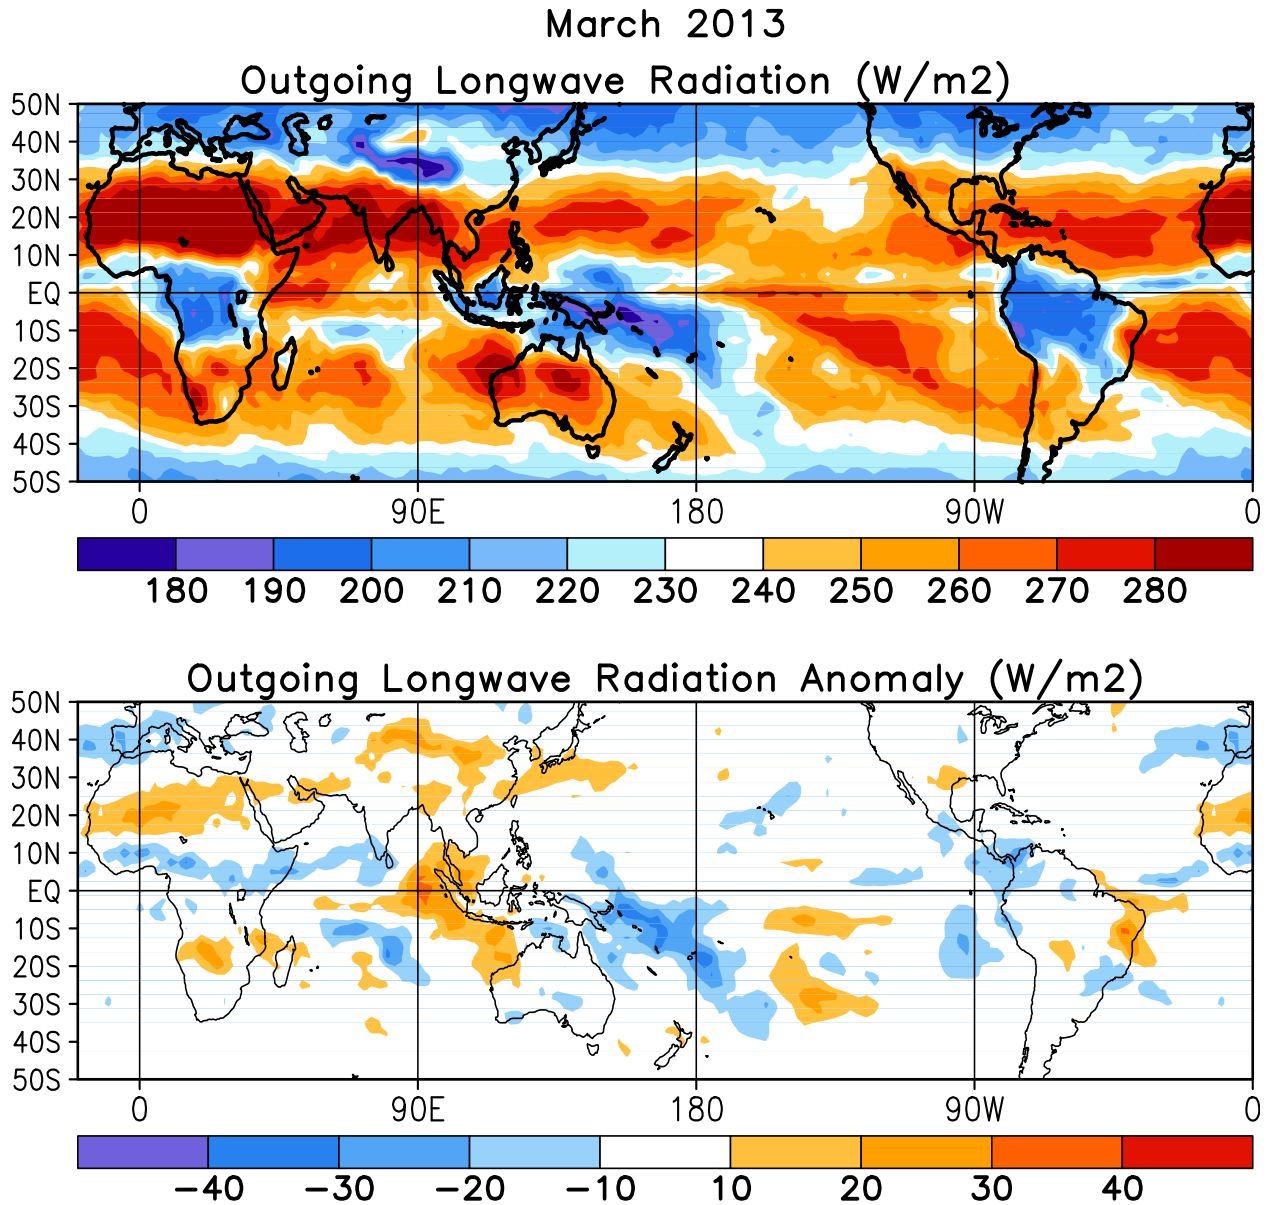 March 2013
Outgoing Longwave Radiation (W/m2)
50N
40N
30N
20N
10N
EQ
10S
20S
30S
40S
50S
0 90E 180 90W 0
180 190 200 210 220 230 240 250 260 270 280
Outgoing Longwave Radiation Anomaly (W/m2)
50N
40N
30N
20N
10N
EQ
10S
20S
30S
40S
50S
0 90E 180 90W 0
−40 −30 −20 −10 10 20 30 40